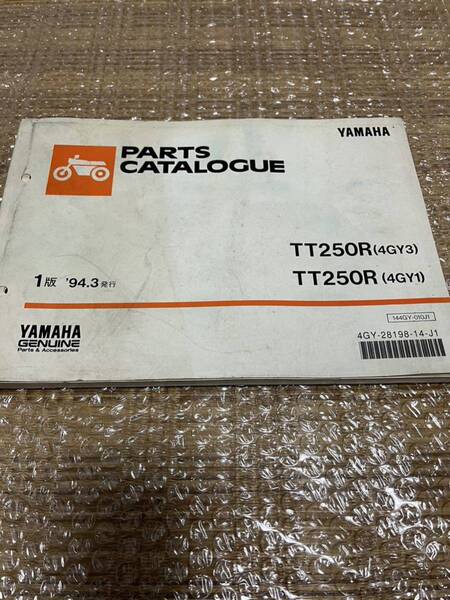 YAMAHA
PARTS
CATALOGUE
TT250R(4GY3)
TT250R (4GY1)
1版 '94.3発行
144GY-010J1
4GY-28198-14-J1
YAMAHA
GENUINE
Parts & Accessories